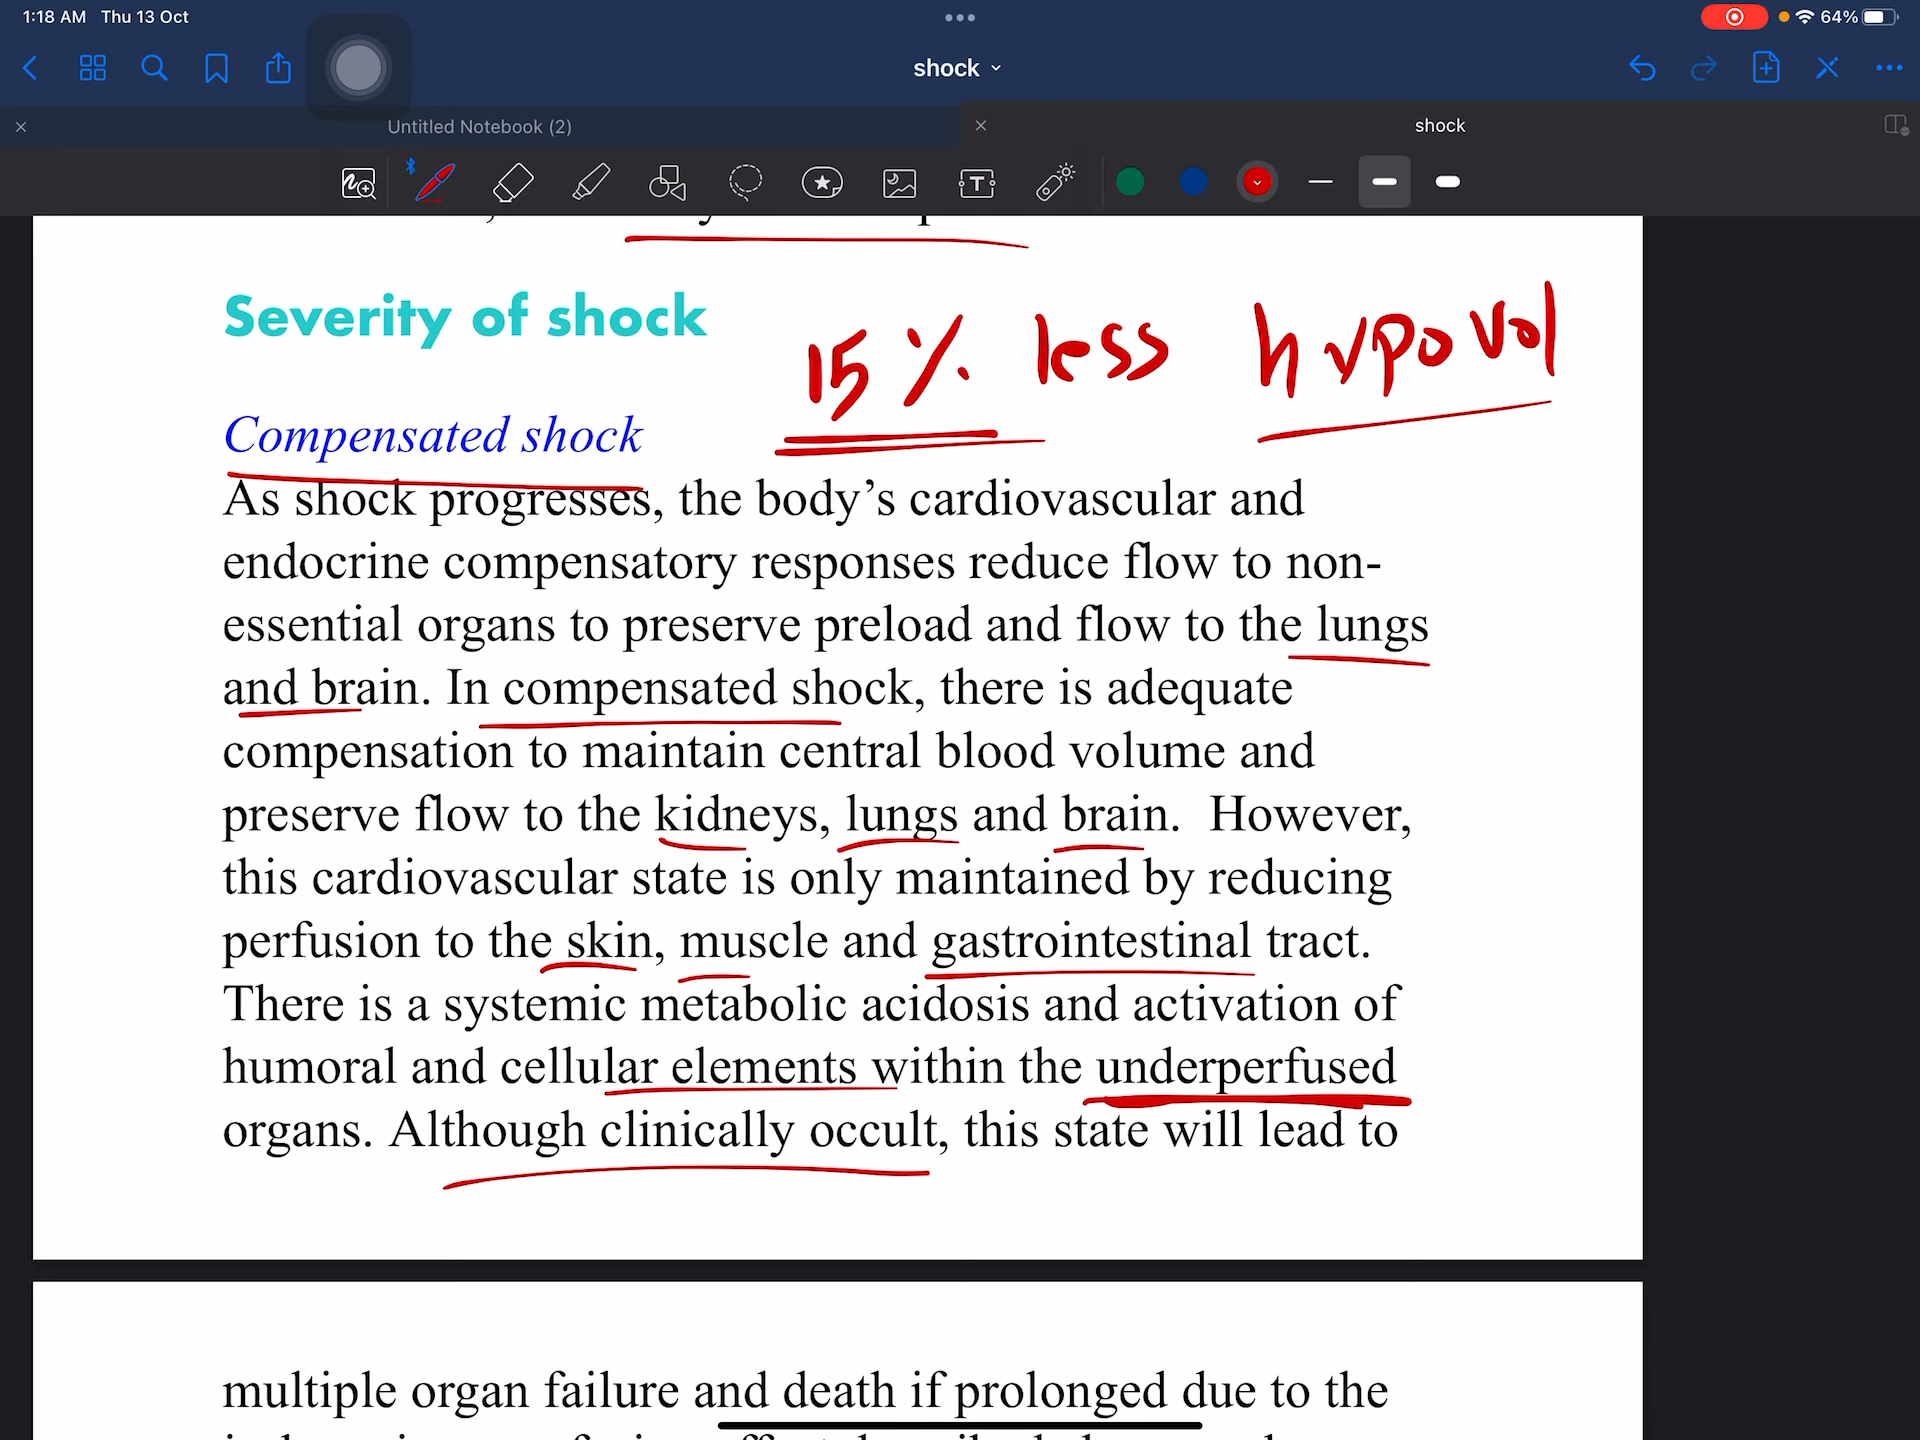 1:18 AM Thu 13 Oct
64%
shock
Untitled Notebook (2)
shock
Severity of shock
15 % less hypovol
Compensated shock
As shock progresses, the body’s cardiovascular and
endocrine compensatory responses reduce flow to non-
essential organs to preserve preload and flow to the lungs
and brain. In compensated shock, there is adequate
compensation to maintain central blood volume and
preserve flow to the kidneys, lungs and brain. However,
this cardiovascular state is only maintained by reducing
perfusion to the skin, muscle and gastrointestinal tract.
There is a systemic metabolic acidosis and activation of
humoral and cellular elements within the underperfused
organs. Although clinically occult, this state will lead to
multiple organ failure and death if prolonged due to the